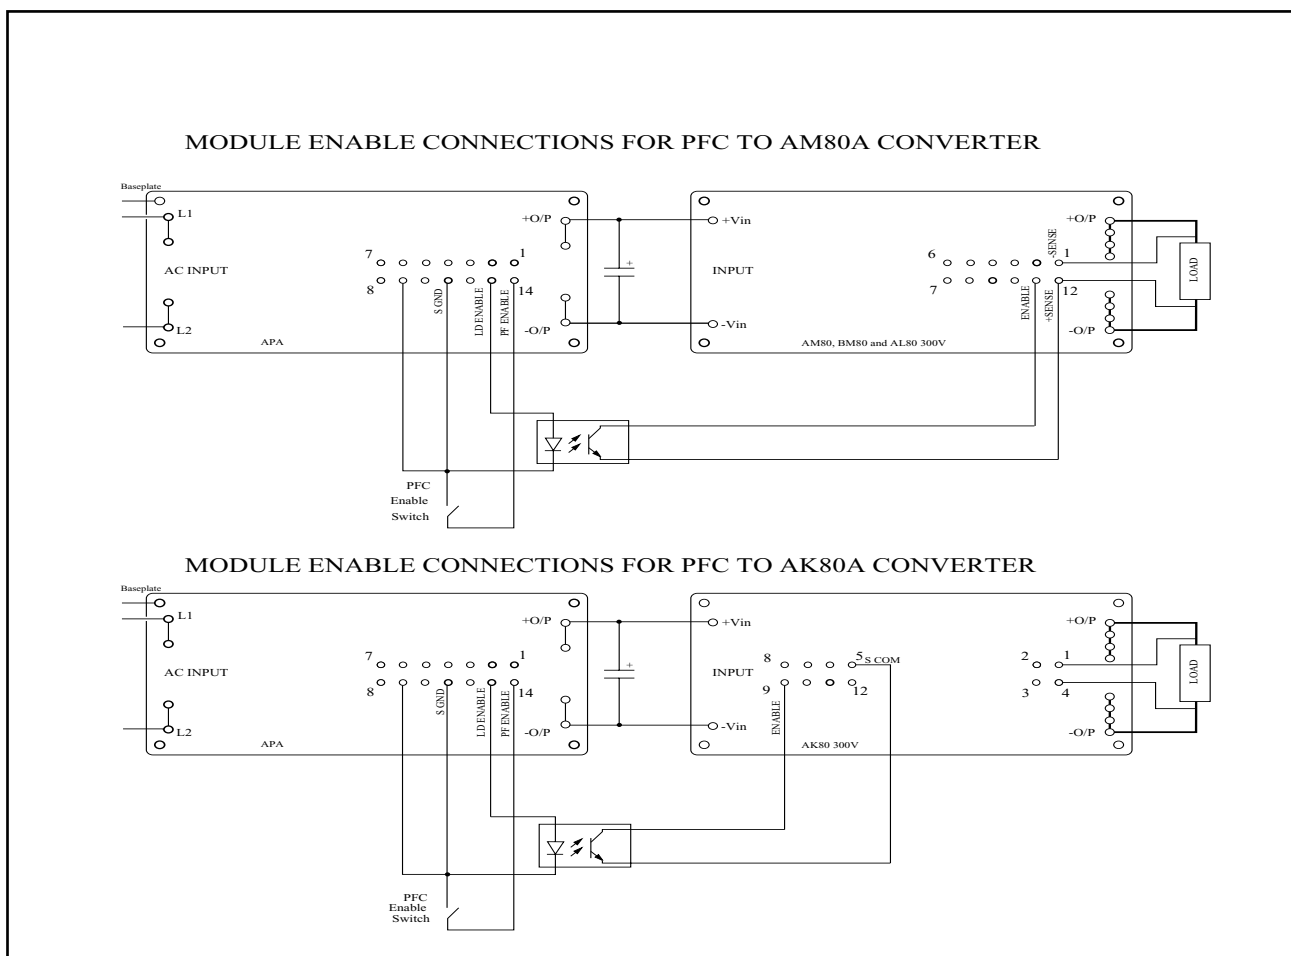 MODULE ENABLE CONNECTIONS FOR PFC TO AM80A CONVERTER
Baseplate
L1
AC INPUT
L2
APA
7
1
8
14
S GND
LD ENABLE
PF ENABLE
+O/P
-O/P
+
+Vin
INPUT
-Vin
6
1
7
12
-SENSE
ENABLE
+SENSE
+O/P
-O/P
AM80, BM80 and AL80 300V
LOAD
PFC
Enable
Switch
MODULE ENABLE CONNECTIONS FOR PFC TO AK80A CONVERTER
Baseplate
L1
AC INPUT
L2
APA
7
1
8
14
S GND
LD ENABLE
PF ENABLE
+O/P
-O/P
+
+Vin
INPUT
-Vin
8
5
S COM
9
12
ENABLE
2
1
3
4
+O/P
-O/P
AK80 300V
LOAD
PFC
Enable
Switch